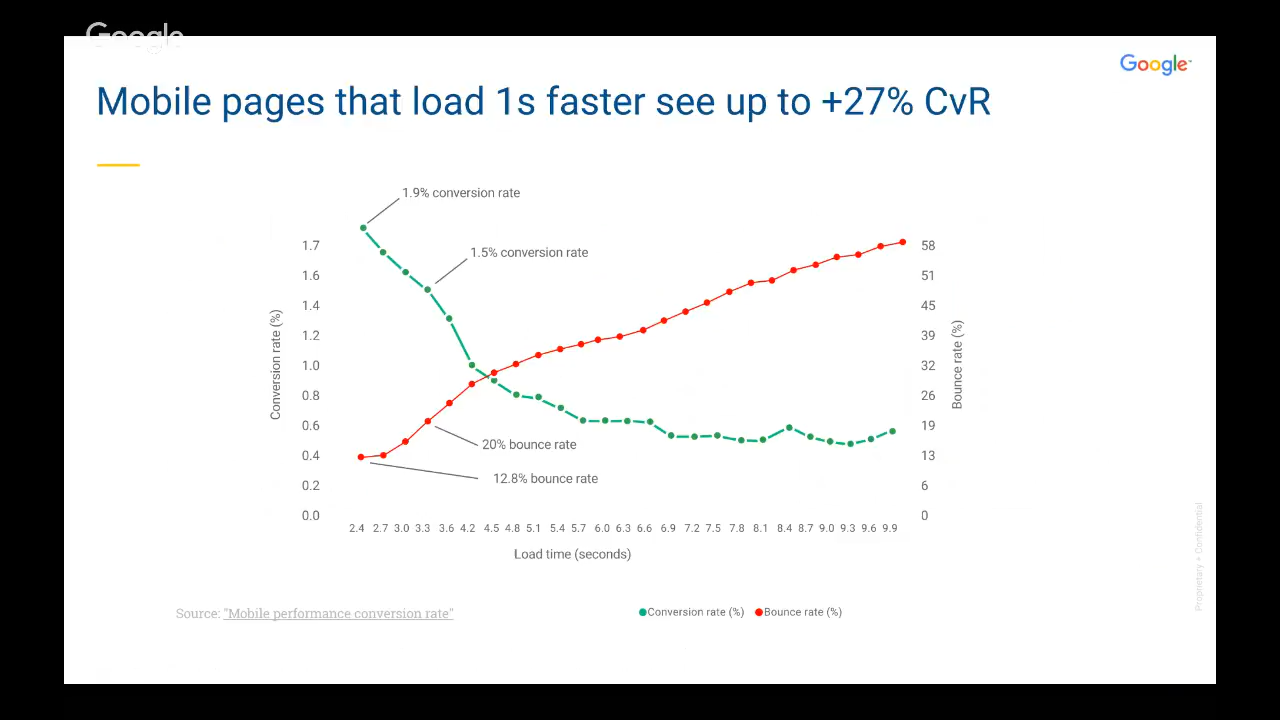 Google
Google
Mobile pages that load 1s faster see up to +27% CvR
1.9% conversion rate
1.5% conversion rate
20% bounce rate
12.8% bounce rate
Conversion rate (%)
1.7
1.6
1.4
1.2
1.0
0.8
0.6
0.4
0.2
0.0
58
51
45
39
32
26
19
13
6
0
Bounce rate (%)
2.4 2.7 3.0 3.3 3.6 4.2 4.5 4.8 5.1 5.4 5.7 6.0 6.3 6.6 6.9 7.2 7.5 7.8 8.1 8.4 8.7 9.0 9.3 9.6 9.9
Load time (seconds)
Source: "Mobile performance conversion rate"
Conversion rate (%) Bounce rate (%)
Proprietary + Confidential